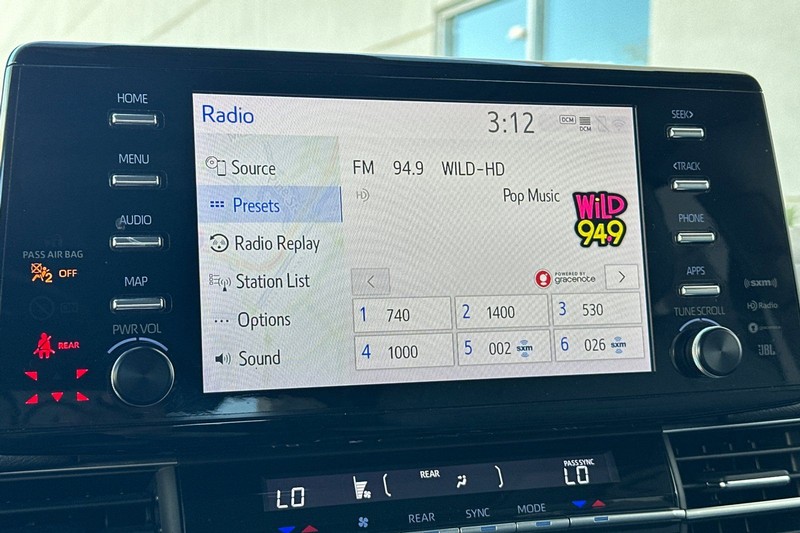 HOME
MENU
AUDIO
PASS AIR BAG
2 OFF
MAP
PWR VOL
REAR
Radio
3:12
DCM
DCM
Source
Presets
Radio Replay
Station List
Options
Sound
FM 94.9 WILD-HD
HD
Pop Music
WiLD
94.9
POWERED BY
gracenote
1 740
2 1400
3 530
4 1000
5 002 sxm
6 026 sxm
SEEK>
<TRACK
PHONE
APPS
TUNE SCROLL
((sxm))
HD Radio
gracenote
JBL
LO
REAR
PASS SYNC
LO
REAR
SYNC
MODE